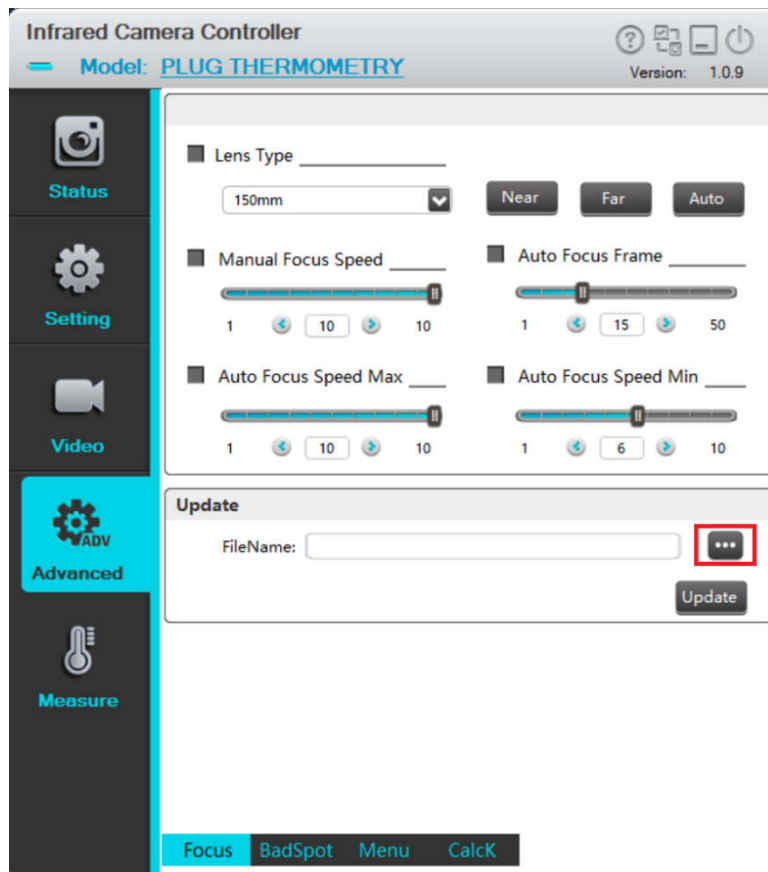 Infrared Camera Controller
Model: PLUG THERMOMETRY
Version: 1.0.9
Status
Setting
Video
ADV
Advanced
Measure
Lens Type
150mm
Near Far Auto
Manual Focus Speed
1 10 10
Auto Focus Frame
1 15 50
Auto Focus Speed Max
1 10 10
Auto Focus Speed Min
1 6 10
Update
FileName:
Update
Focus BadSpot Menu CalcK